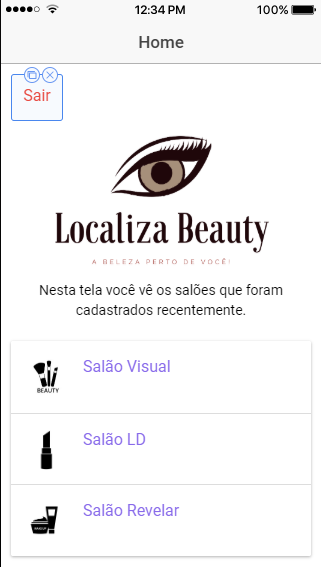 12:34 PM
100%
Home
Sair
Localiza Beauty
A BELEZA PERTO DE VOCÊ!
Nesta tela você vê os salões que foram
cadastrados recentemente.
BEAUTY
Salão Visual
Salão LD
MAKEUP
Salão Revelar